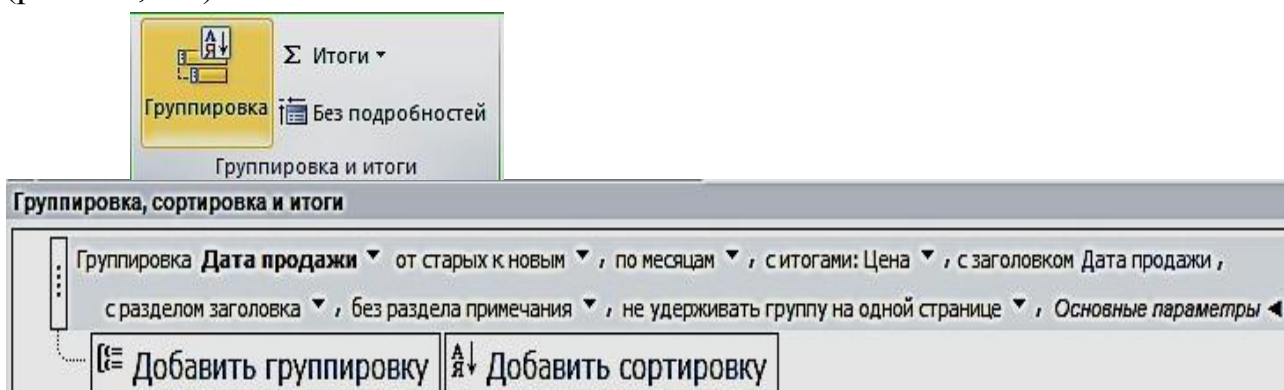 Σ Итоги
Группировка
Без подробностей
Группировка и итоги
Группировка, сортировка и итоги
Группировка Дата продажи от старых к новым , по месяцам , с итогами: Цена , с заголовком Дата продажи ,
с разделом заголовка , без раздела примечания , не удерживать группу на одной странице , Основные параметры
Добавить группировку Добавить сортировку